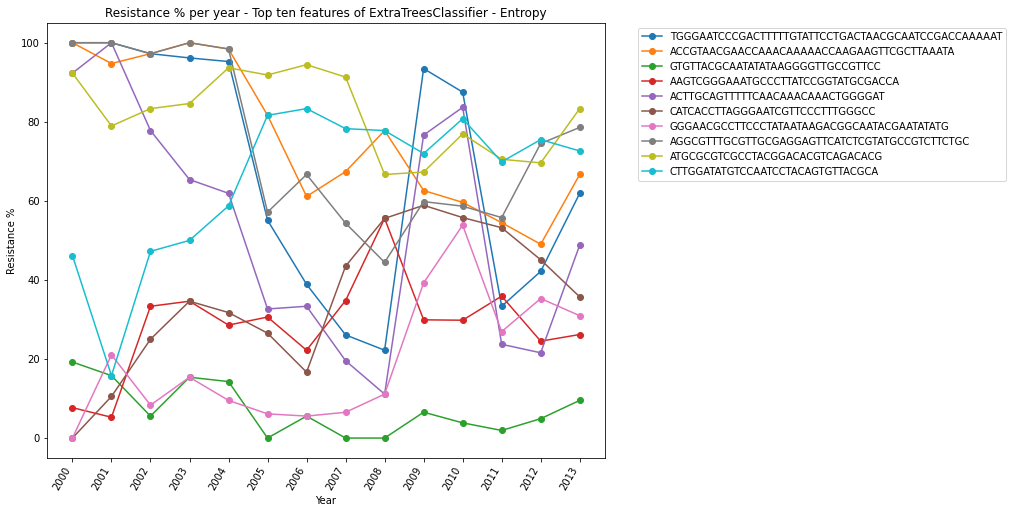 Resistance % per year - Top ten features of ExtraTreesClassifier - Entropy
TGGGAATCCCGACTTTTTGTATTCCTGACTAACGCAATCCGACCAAAAAT
ACCGTAACGAACCAAACAAAAACCAAGAAGTTCGCTTAAATA
GTGTTACGCAATATATAAGGGGTTGCCGTTCC
AAGTCGGGAAATGCCCTTATCCGGTATGCGACCA
ACTTGCAGTTTTTCAACAAACAAACTGGGGAT
CATCACCTTAGGGAATCGTTCCCTTTGGGCC
GGGAACGCCTTCCCTATAATAAGACGGCAATACGAATATATG
AGGCGTTTGCGTTGCGAGGAGTTCATCTCGTATGCCGTCTTCTGC
ATGCGCGTCGCCTACGGACACGTCAGACACG
CTTGGATATGTCCAATCCTACAGTGTTACGCA
Resistance %
100
80
60
40
20
0
2000 2001 2002 2003 2004 2005 2006 2007 2008 2009 2010 2011 2012 2013
Year